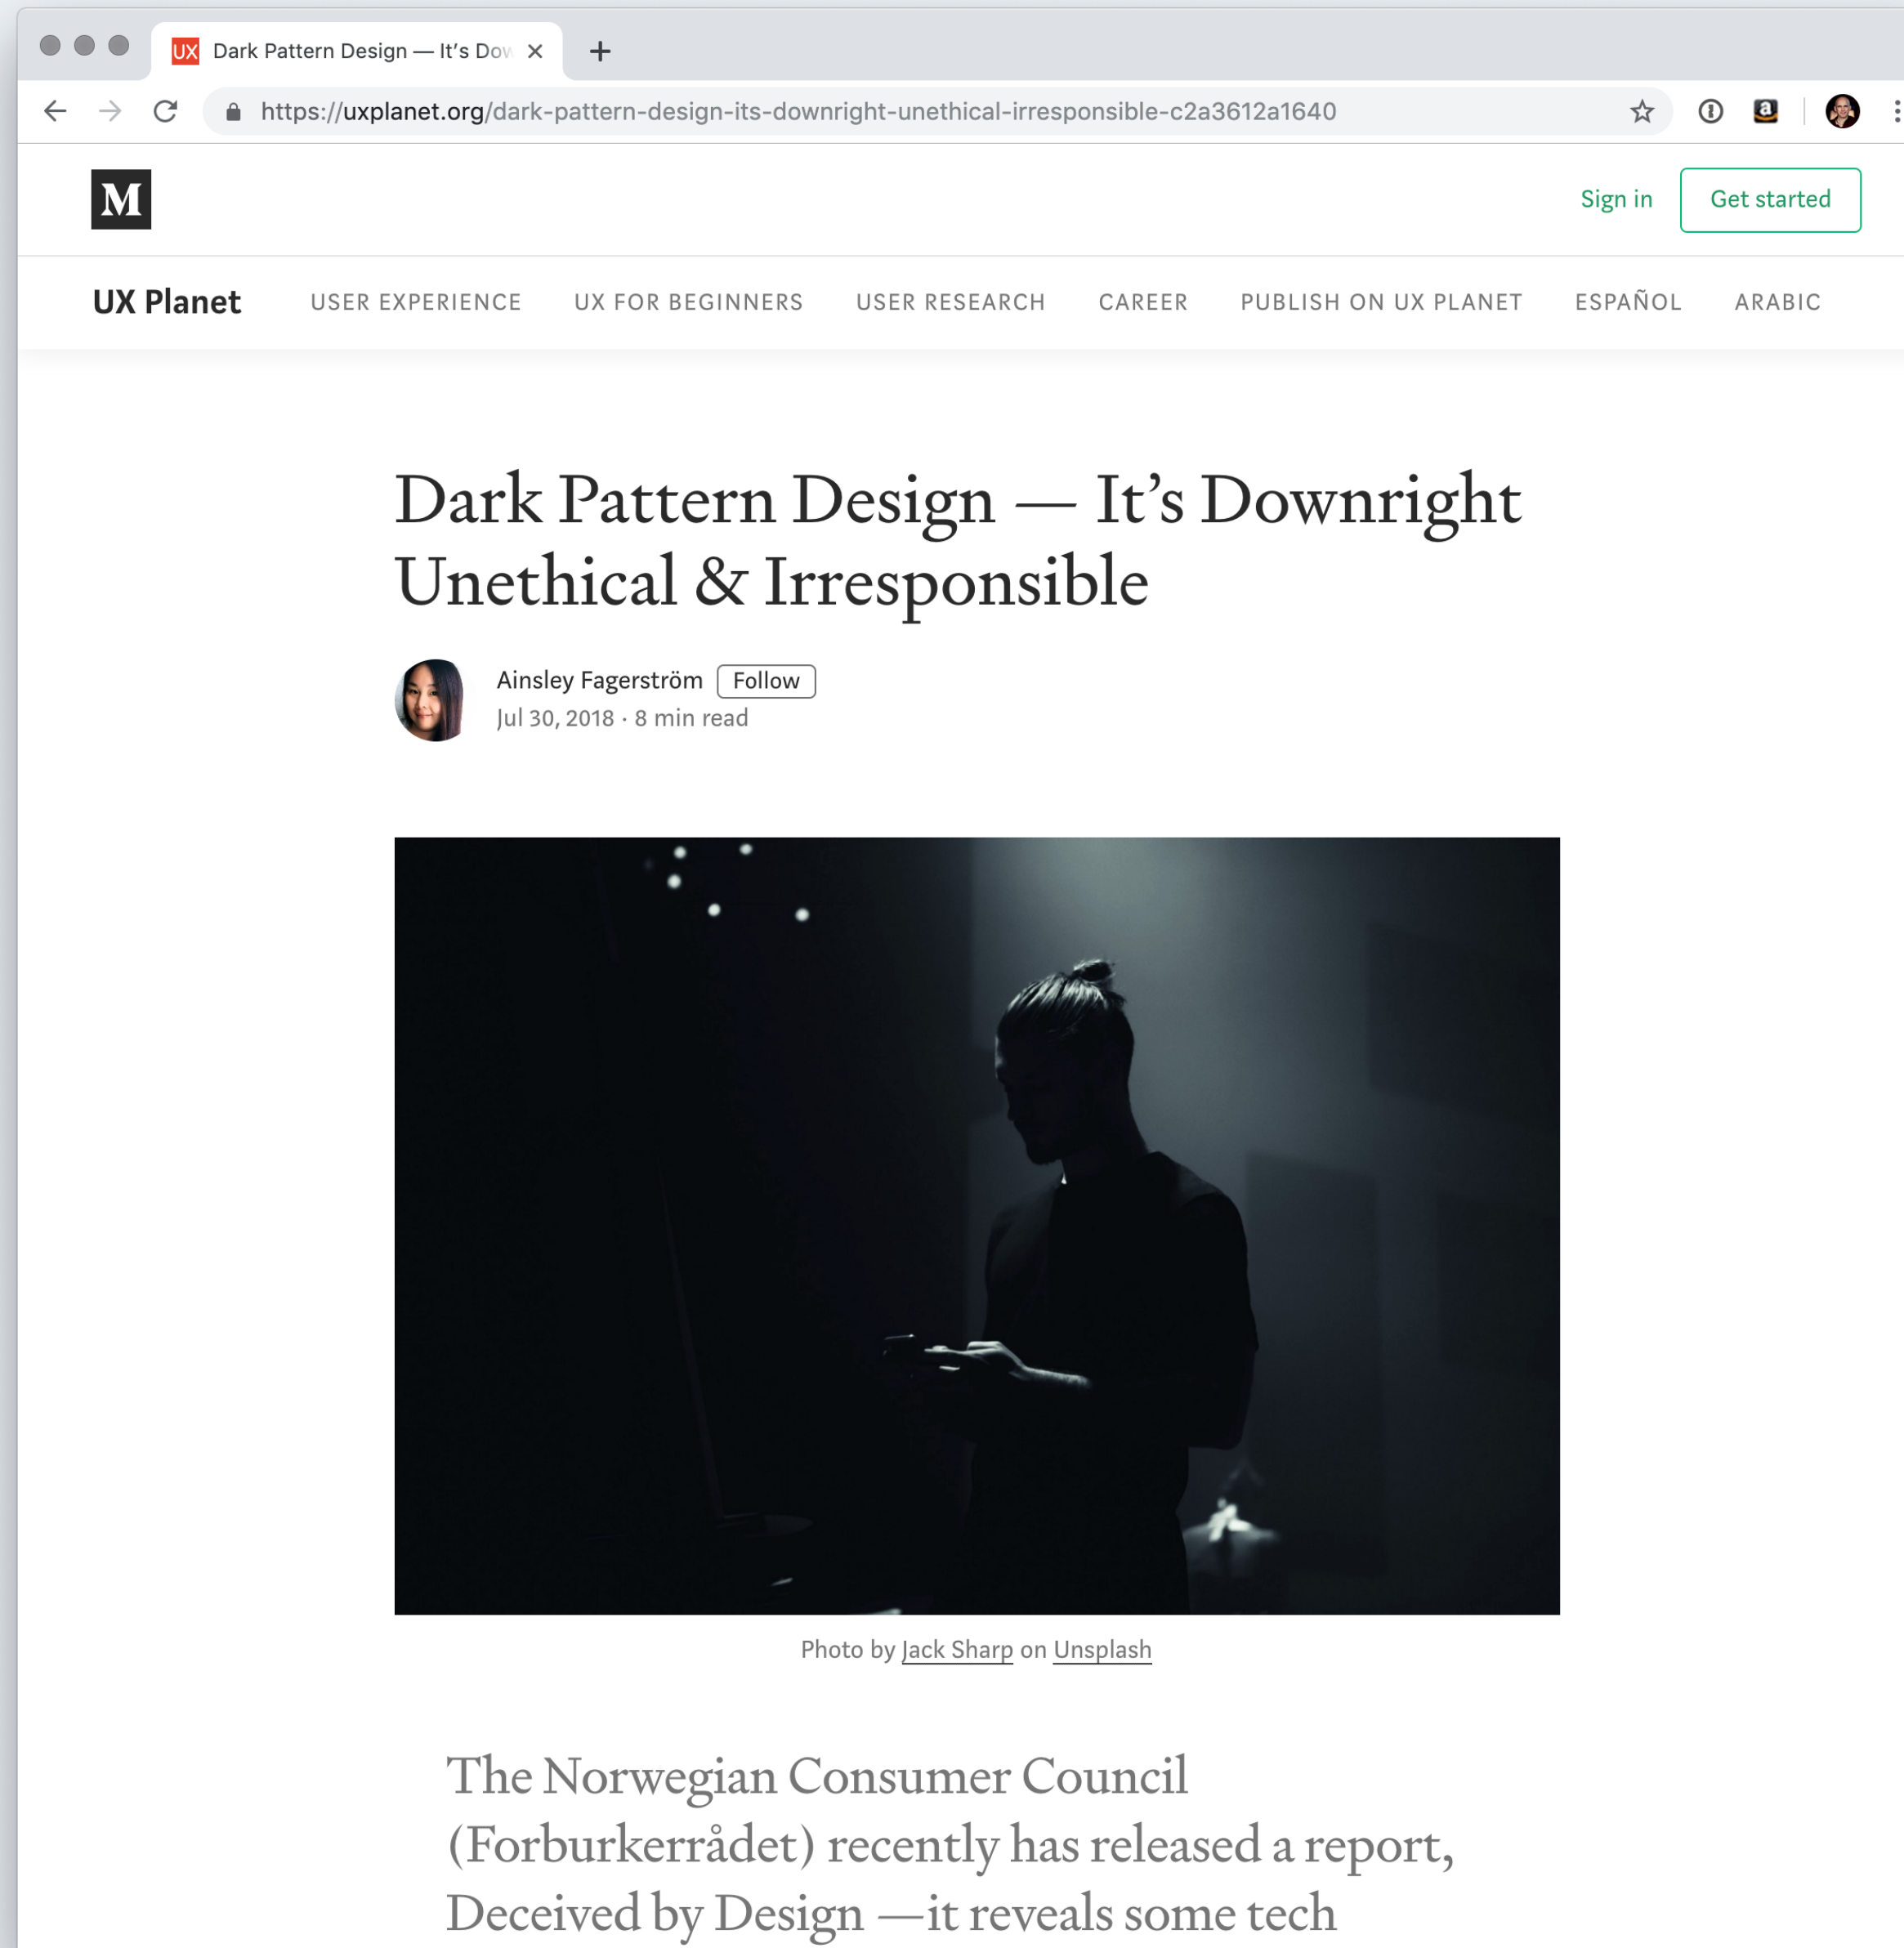 UX Dark Pattern Design — It’s Dow
https://uxplanet.org/dark-pattern-design-its-downright-unethical-irresponsible-c2a3612a1640
M
Sign in Get started
UX Planet USER EXPERIENCE UX FOR BEGINNERS USER RESEARCH CAREER PUBLISH ON UX PLANET ESPAÑOL ARABIC
Dark Pattern Design — It’s Downright
Unethical & Irresponsible
Ainsley Fagerström Follow
Jul 30, 2018 · 8 min read
Photo by Jack Sharp on Unsplash
The Norwegian Consumer Council
(Forburkerrådet) recently has released a report,
Deceived by Design —it reveals some tech